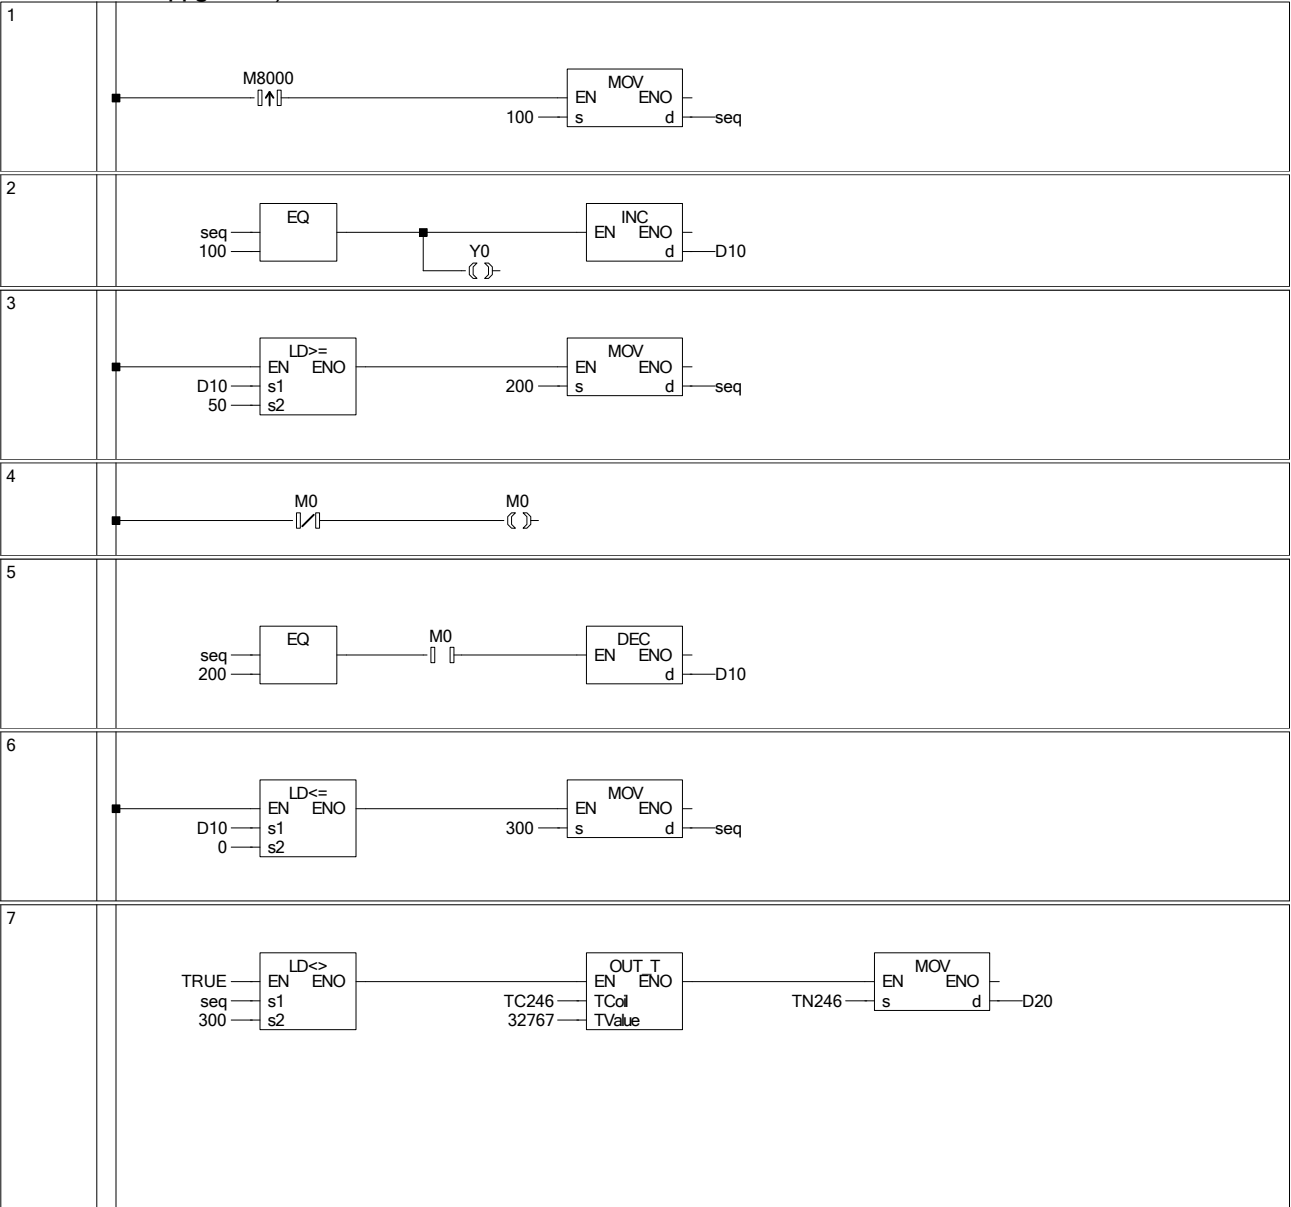 1
M8000
MOV
EN ENO
100 s d seq
2
EQ
INC
seq EN ENO
100 Y0 d D10
3
LD>= MOV
EN ENO EN ENO
D10 s1 200 s d seq
50 s2
4
M0 M0
5
EQ M0 DEC
seq EN ENO
200 d D10
6
LD<= MOV
EN ENO EN ENO
D10 s1 300 s d seq
0 s2
7
LD<> OUT_T MOV
TRUE EN ENO EN ENO EN ENO
seq s1 TC246 TCoil TN246 s d D20
300 s2 32767 TValue